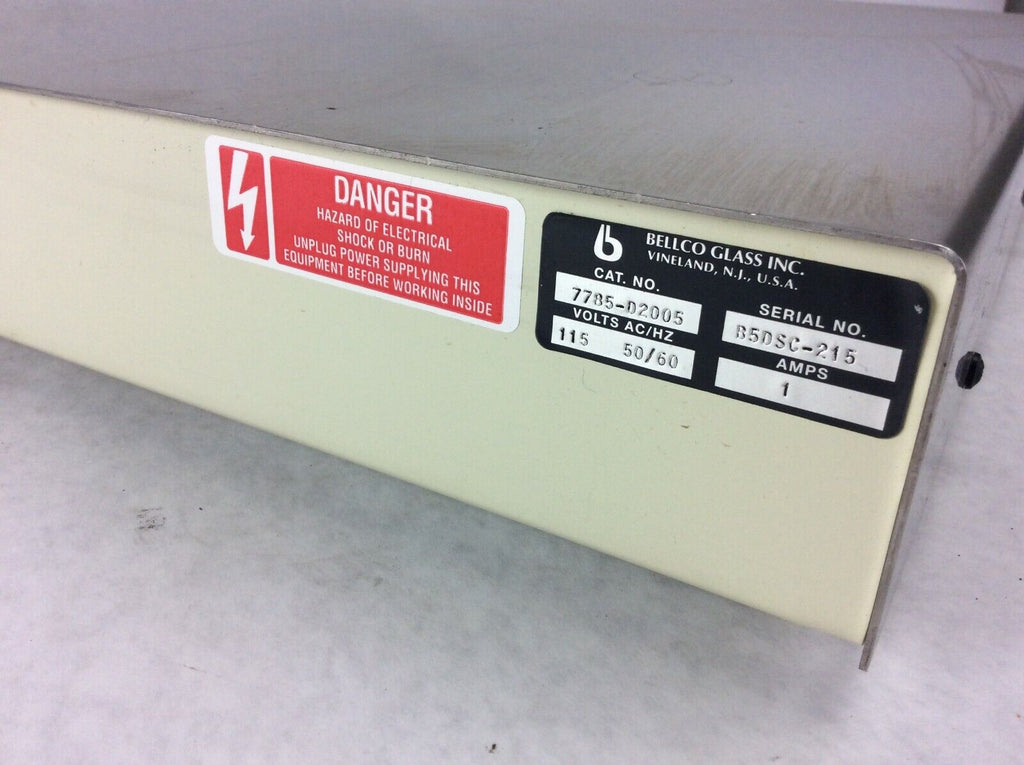 DANGER
HAZARD OF ELECTRICAL
SHOCK OR BURN
UNPLUG POWER SUPPLYING THIS
EQUIPMENT BEFORE WORKING INSIDE
b BELLCO GLASS INC.
VINELAND, N.J., U.S.A.
CAT. NO.
7785-D2005
SERIAL NO.
B5DSC-215
VOLTS AC/HZ
115 50/60
AMPS
1